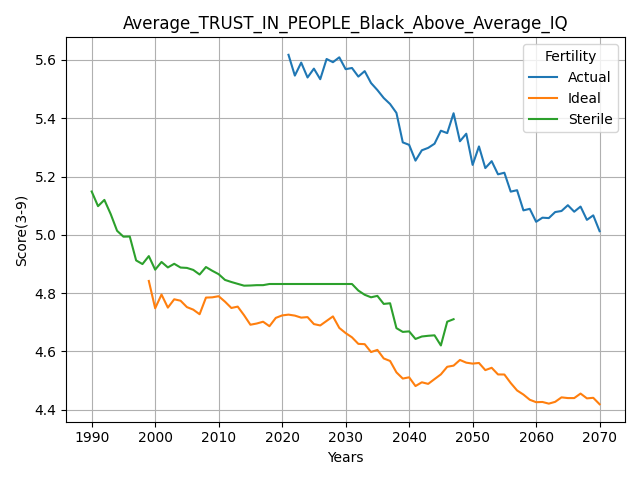 Average_TRUST_IN_PEOPLE_Black_Above_Average_IQ
Fertility
Actual
Ideal
Sterile
Score(3-9)
5.6
5.4
5.2
5.0
4.8
4.6
4.4
1990 2000 2010 2020 2030 2040 2050 2060 2070
Years